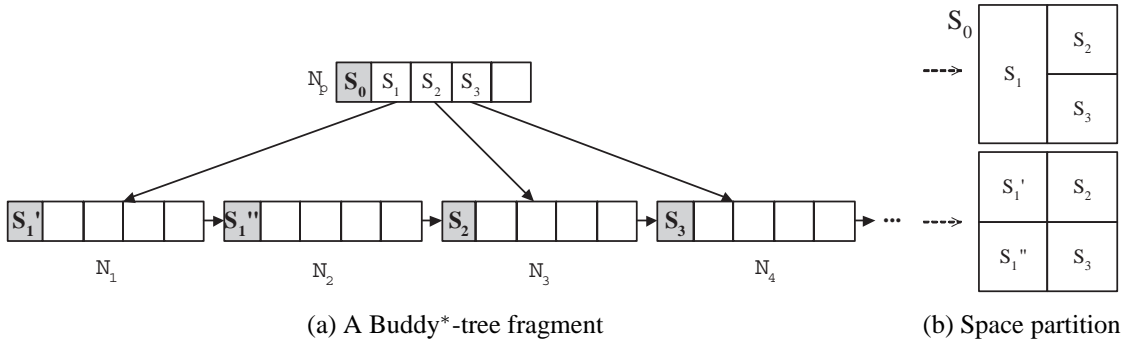 S₀
S₂
N_p S₀ S₁ S₂ S₃
S₁
S₃
S₁' S₂
S₁' S₁'' S₂ S₃ ...
S₁'' S₃
N₁ N₂ N₃ N₄
(a) A Buddy*-tree fragment (b) Space partition